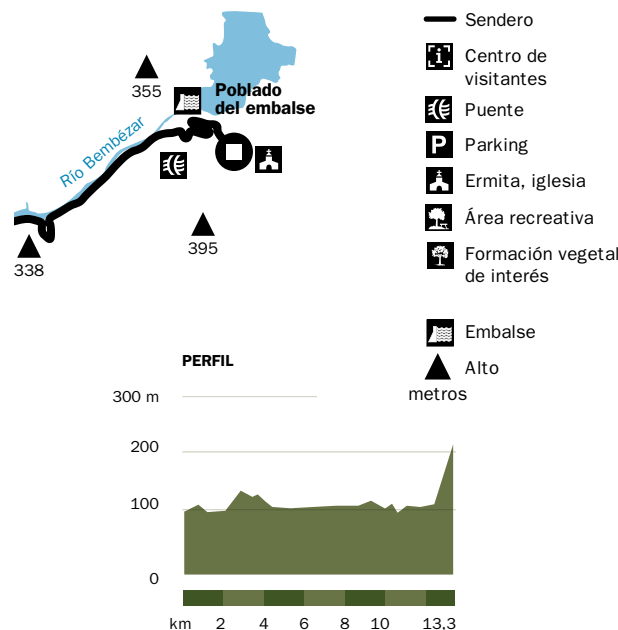 355
Poblado
del embalse
Río Bembézar
395
338
Sendero
i
Centro de
visitantes
Puente
P
Parking
Ermita, iglesia
Área recreativa
Formación vegetal
de interés
Embalse
Alto
metros
PERFIL
300 m
200
100
0
km 2 4 6 8 10 13,3